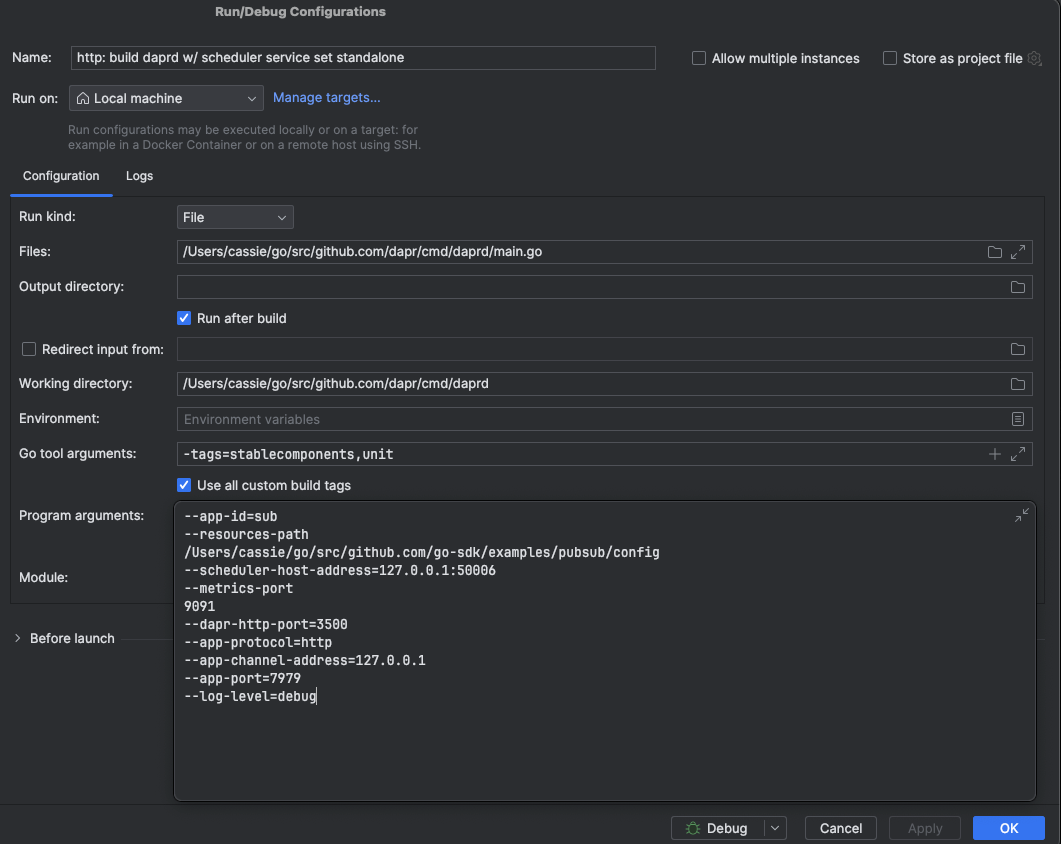 Run/Debug Configurations
Name: http: build daprd w/ scheduler service set standalone
Allow multiple instances
Store as project file
Run on: Local machine Manage targets...
Run configurations may be executed locally or on a target: for
example in a Docker Container or on a remote host using SSH.
Configuration Logs
Run kind: File
Files: /Users/cassie/go/src/github.com/dapr/cmd/daprd/main.go
Output directory:
Run after build
Redirect input from:
Working directory: /Users/cassie/go/src/github.com/dapr/cmd/daprd
Environment: Environment variables
Go tool arguments: -tags=stablecomponents,unit
Use all custom build tags
Program arguments: --app-id=sub
--resources-path
/Users/cassie/go/src/github.com/go-sdk/examples/pubsub/config
--scheduler-host-address=127.0.0.1:50006
Module:
--metrics-port
9091
--dapr-http-port=3500
Before launch
--app-protocol=http
--app-channel-address=127.0.0.1
--app-port=7979
--log-level=debug
Debug Cancel Apply OK